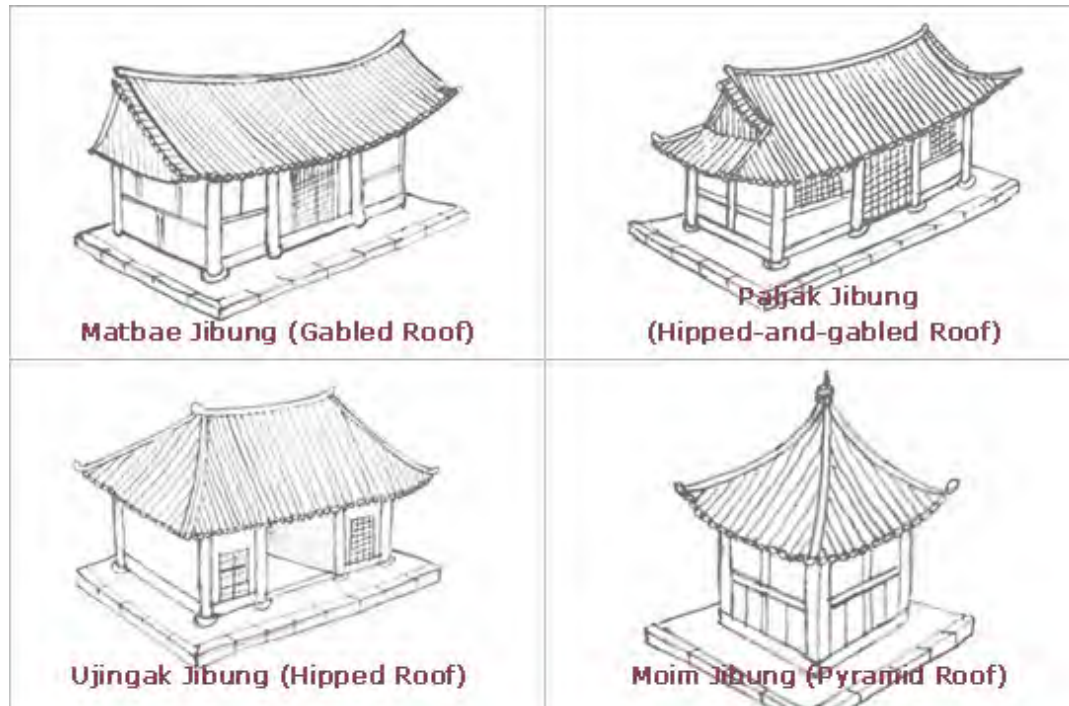 Matbae Jibung (Gabled Roof)
Paljak Jibung
(Hipped-and-gabled Roof)
Ujingak Jibung (Hipped Roof)
Moim Jibung (Pyramid Roof)